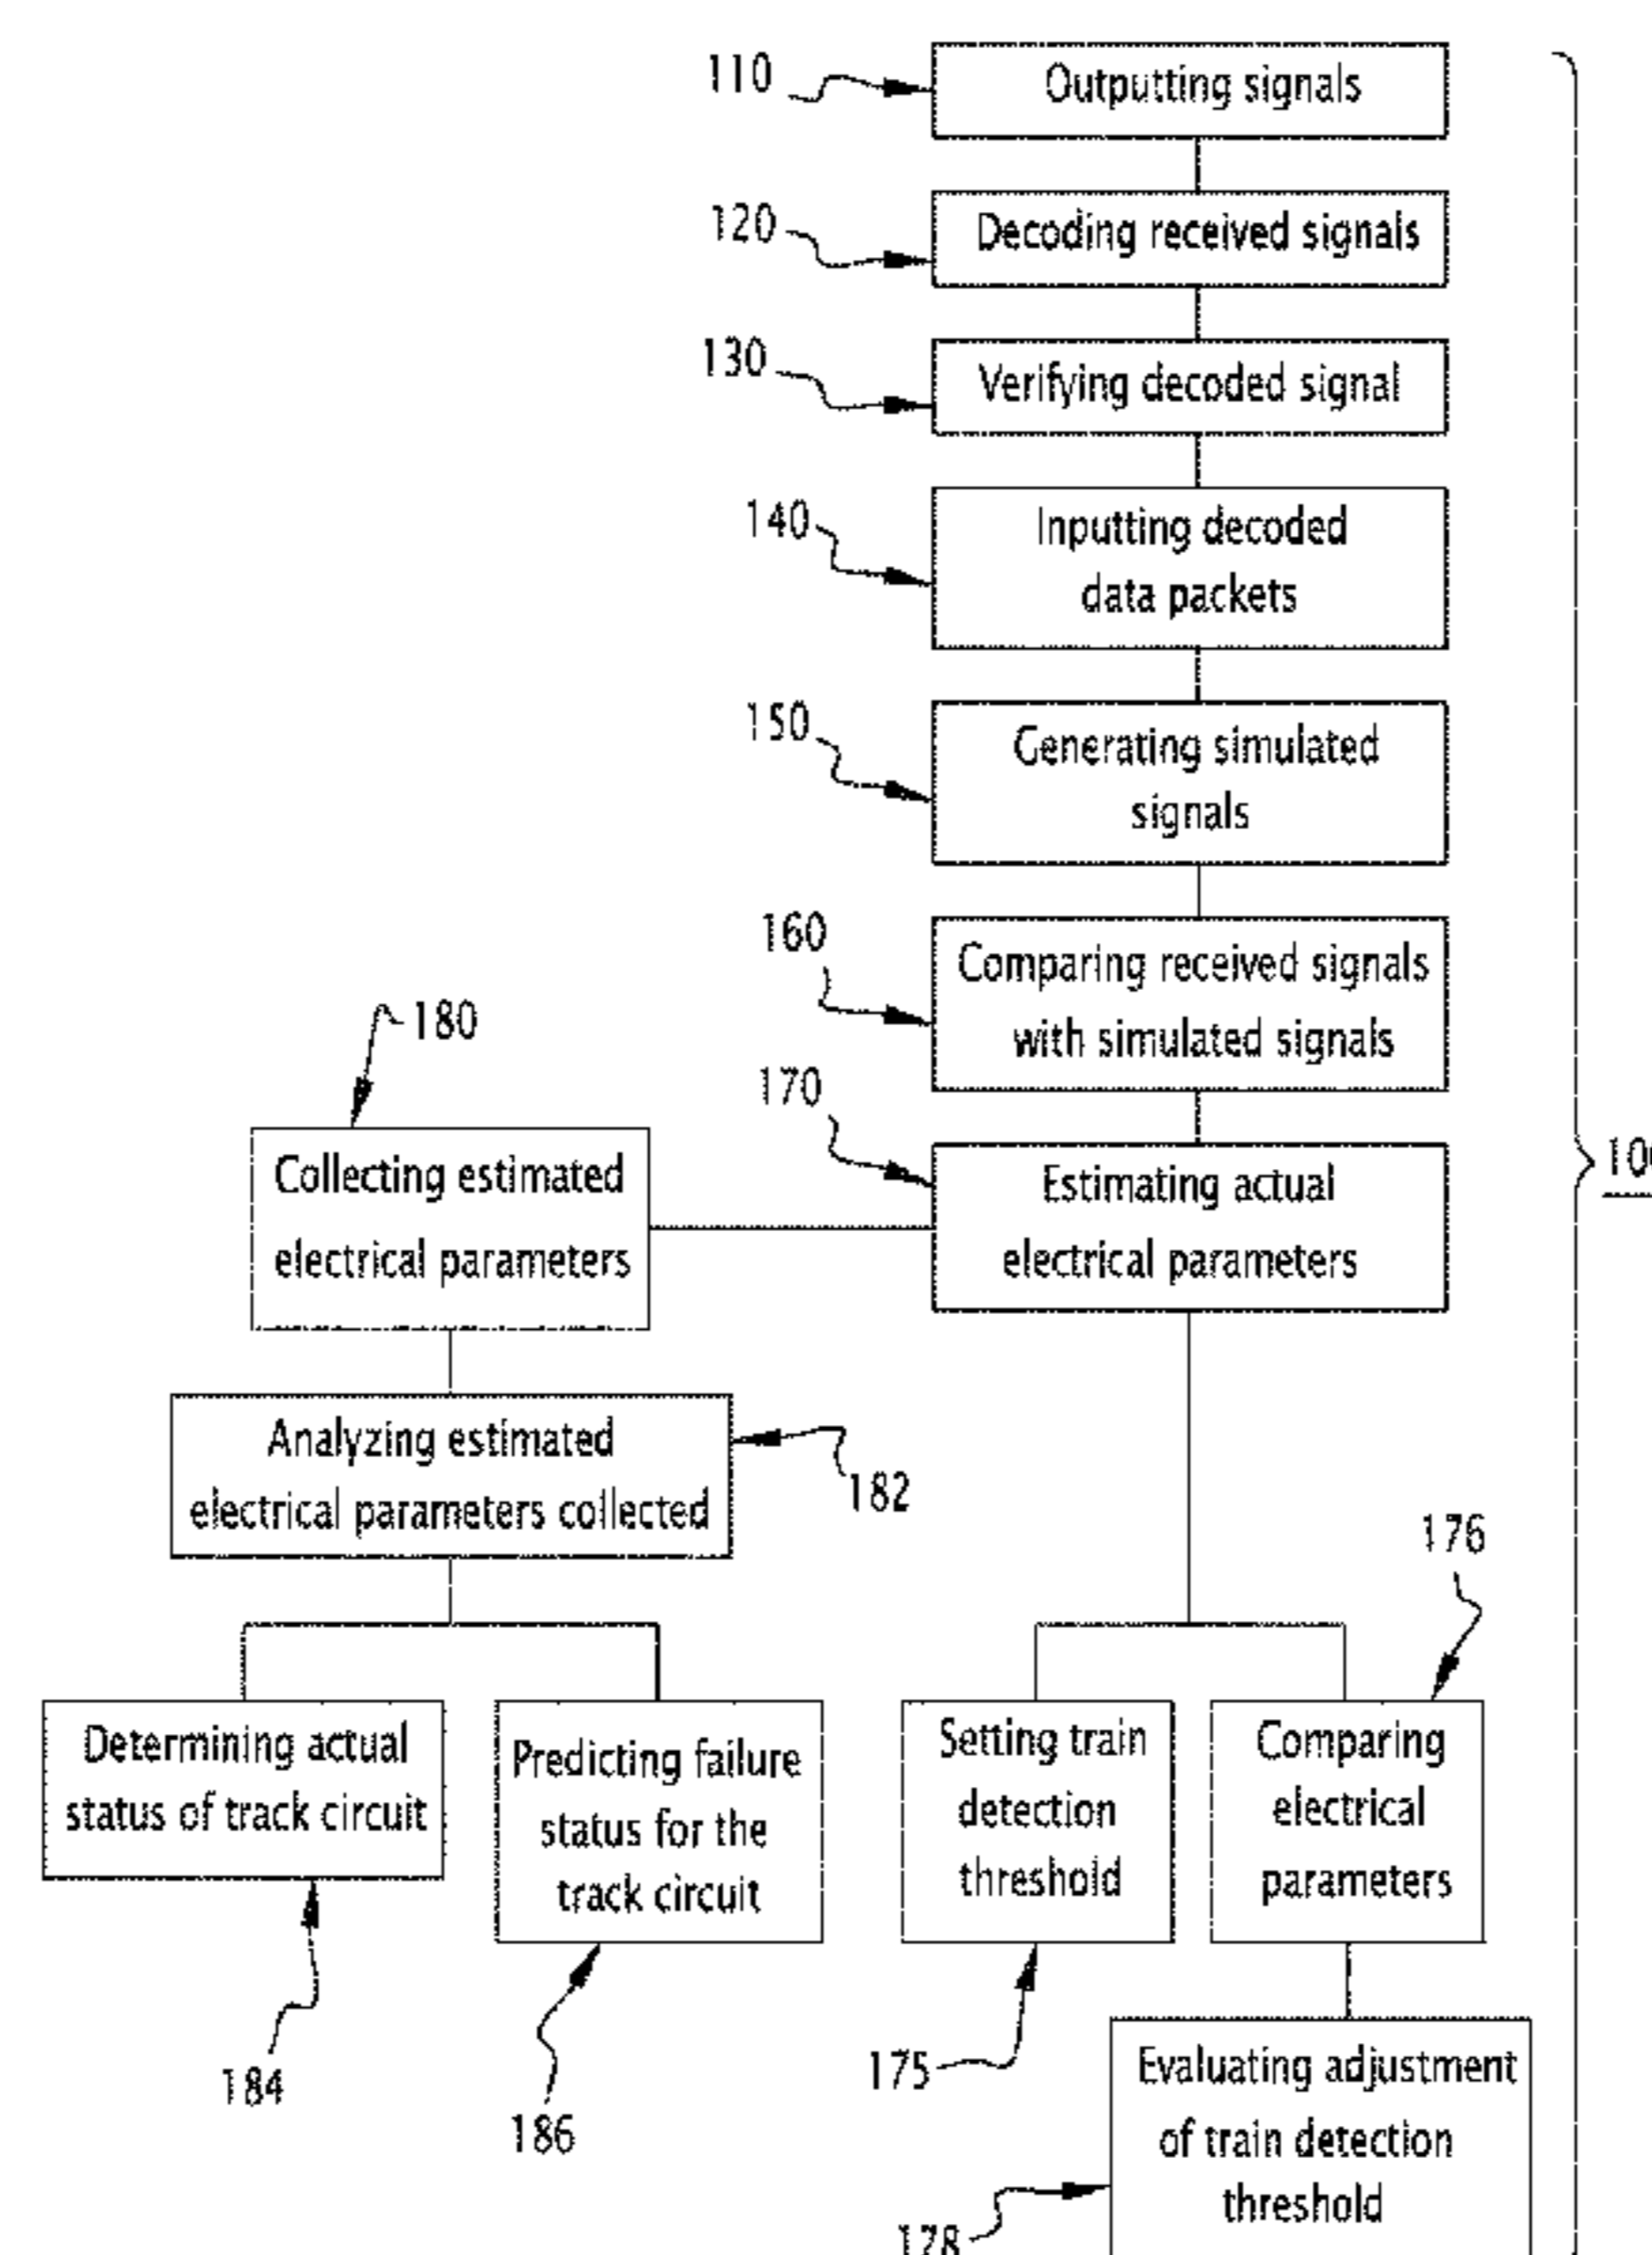 110
Outputting signals
120
Decoding received signals
130
Verifying decoded signal
140
Inputting decoded
data packets
150
Generating simulated
signals
160
Comparing received signals
with simulated signals
170
Estimating actual
electrical parameters
180
Collecting estimated
electrical parameters
Analyzing estimated
electrical parameters collected
182
176
Determining actual
status of track circuit
184
Predicting failure
status for the
track circuit
186
Setting train
detection
threshold
175
Comparing
electrical
parameters
Evaluating adjustment
of train detection
threshold
178